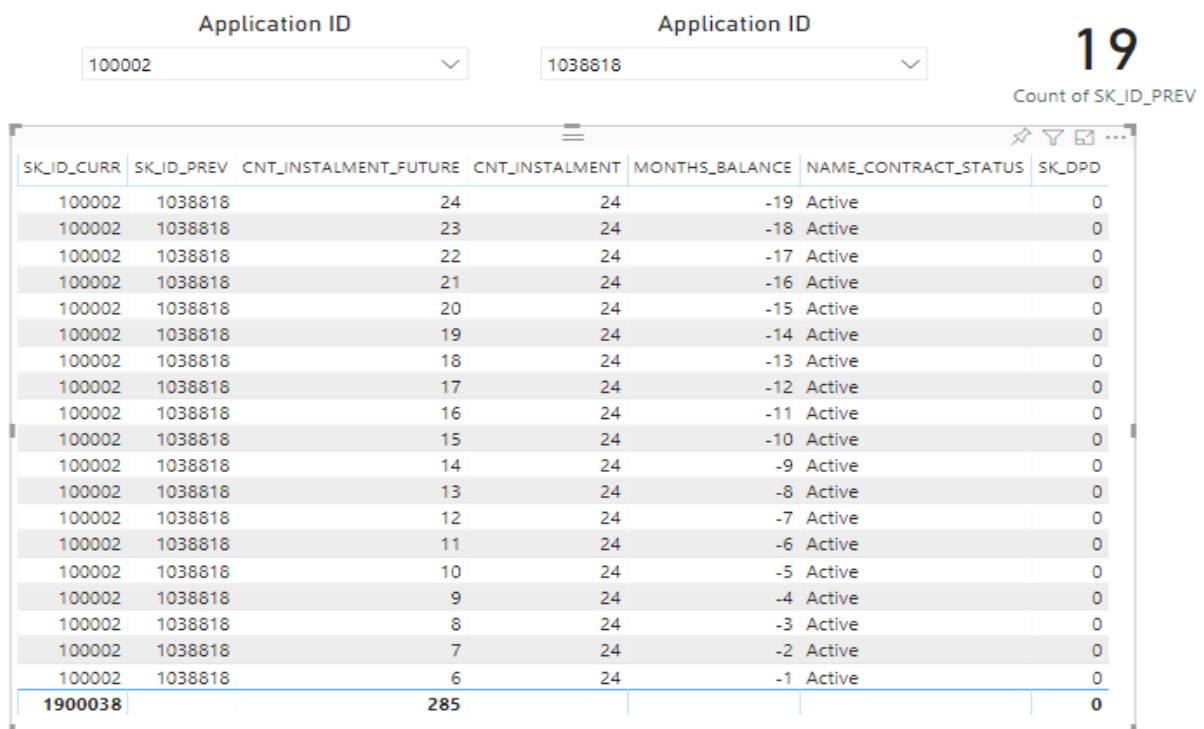 Application ID Application ID
100002 1038818
19
Count of SK_ID_PREV
SK_ID_CURR SK_ID_PREV CNT_INSTALMENT_FUTURE CNT_INSTALMENT MONTHS_BALANCE NAME_CONTRACT_STATUS SK_DPD
100002 1038818 24 24 -19 Active 0
100002 1038818 23 24 -18 Active 0
100002 1038818 22 24 -17 Active 0
100002 1038818 21 24 -16 Active 0
100002 1038818 20 24 -15 Active 0
100002 1038818 19 24 -14 Active 0
100002 1038818 18 24 -13 Active 0
100002 1038818 17 24 -12 Active 0
100002 1038818 16 24 -11 Active 0
100002 1038818 15 24 -10 Active 0
100002 1038818 14 24 -9 Active 0
100002 1038818 13 24 -8 Active 0
100002 1038818 12 24 -7 Active 0
100002 1038818 11 24 -6 Active 0
100002 1038818 10 24 -5 Active 0
100002 1038818 9 24 -4 Active 0
100002 1038818 8 24 -3 Active 0
100002 1038818 7 24 -2 Active 0
100002 1038818 6 24 -1 Active 0
1900038 285 0